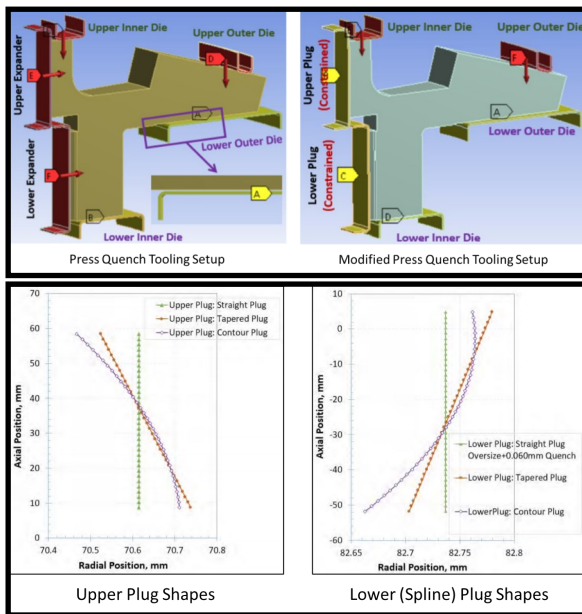 Upper Inner Die
Upper Outer Die
Upper Expander
E
D
A
Lower Outer Die
Lower Expander
F
A
B
Lower Inner Die
Press Quench Tooling Setup
Upper Inner Die
Upper Outer Die
Upper Plug
(Constrained)
F
A
Lower Outer Die
Lower Plug
(Constrained)
C
D
Lower Inner Die
Modified Press Quench Tooling Setup
Upper Plug: Straight Plug
Upper Plug: Tapered Plug
Upper Plug: Contour Plug
Axial Position, mm
70
60
50
40
30
20
10
0
70.4
70.5
70.6
70.7
70.8
Radial Position, mm
Upper Plug Shapes
Axial Position, mm
10
0
-10
-20
-30
-40
-50
-60
Lower Plug: Straight Plug
Oversize+0.060mm Quench
Lower Plug: Tapered Plug
LowerPlug: Contour Plug
82.65
82.7
82.75
82.8
Radial Position, mm
Lower (Spline) Plug Shapes